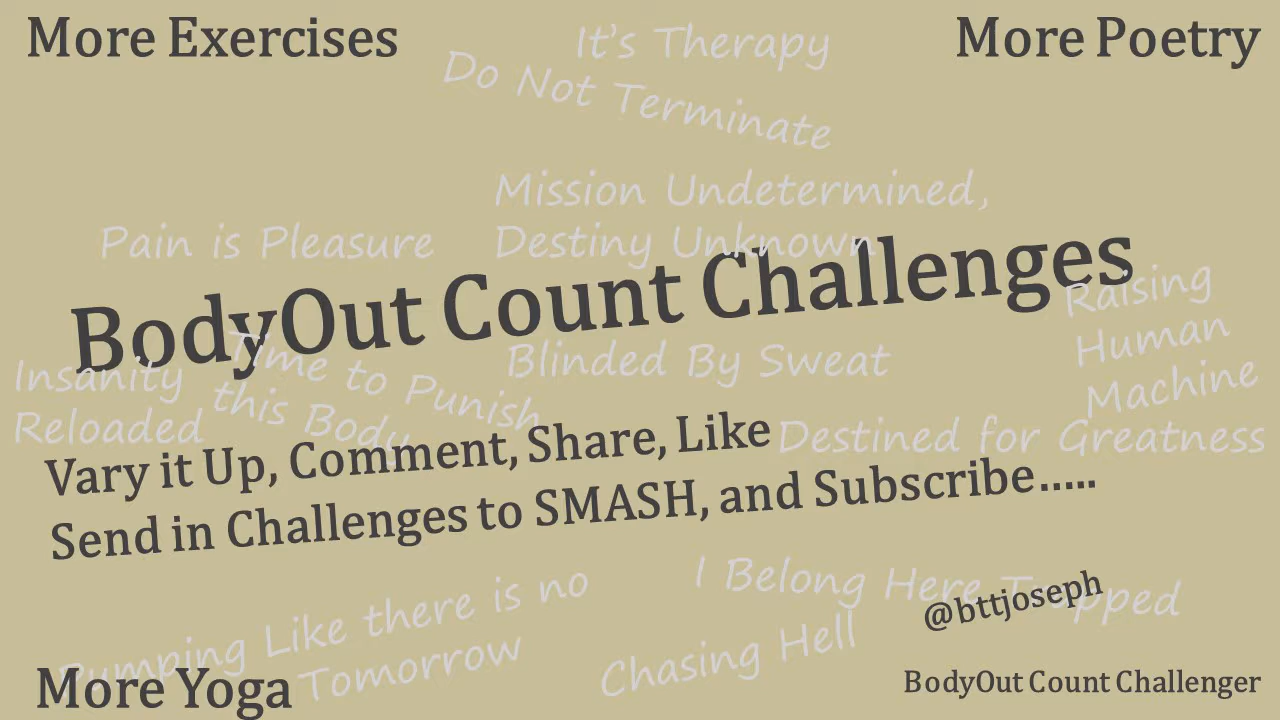 More Exercises
More Poetry
It's Therapy
Do Not Terminate
Mission Undetermined,
Destiny Unknown
Pain is Pleasure
BodyOut Count Challenges
Raising
Human
Machine
Insanity
Reloaded
Time to Punish
this Body
Blinded By Sweat
Destined for Greatness
Vary it Up, Comment, Share, Like
Send in Challenges to SMASH, and Subscribe.....
I Belong Here Trapped
@bttjoseph
Pumping Like there is no
Tomorrow
Chasing Hell
More Yoga
BodyOut Count Challenger